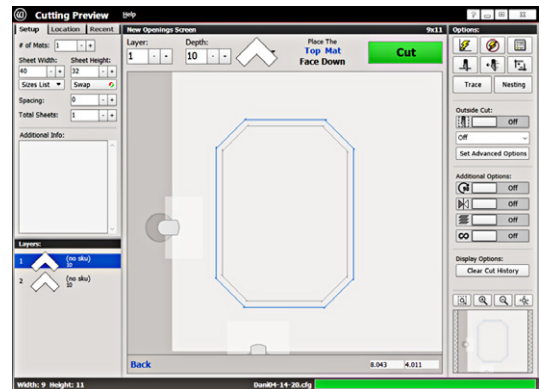 Cutting Preview Help
Setup Location Recent
# of Mats: 1 - +
Sheet Width: Sheet Height:
40 - + 32 - +
Sizes List Swap
Spacing: 0 - +
Total Sheets: 1 - +
Additional Info:
Layers:
1 (no sku)
10
2 (no sku)
10
New Openings Screen 9x11
Layer: Depth:
1 - - 10 - -
Place The
Top Mat
Face Down
Cut
Back 8.043 4.011
Options:
Trace Nesting
Outside Cut:
Off
Off
Set Advanced Options
Additional Options:
Off
Off
Off
Off
Display Options:
Clear Cut History
Width: 9 Height: 11 Dani04-14-20.cfg